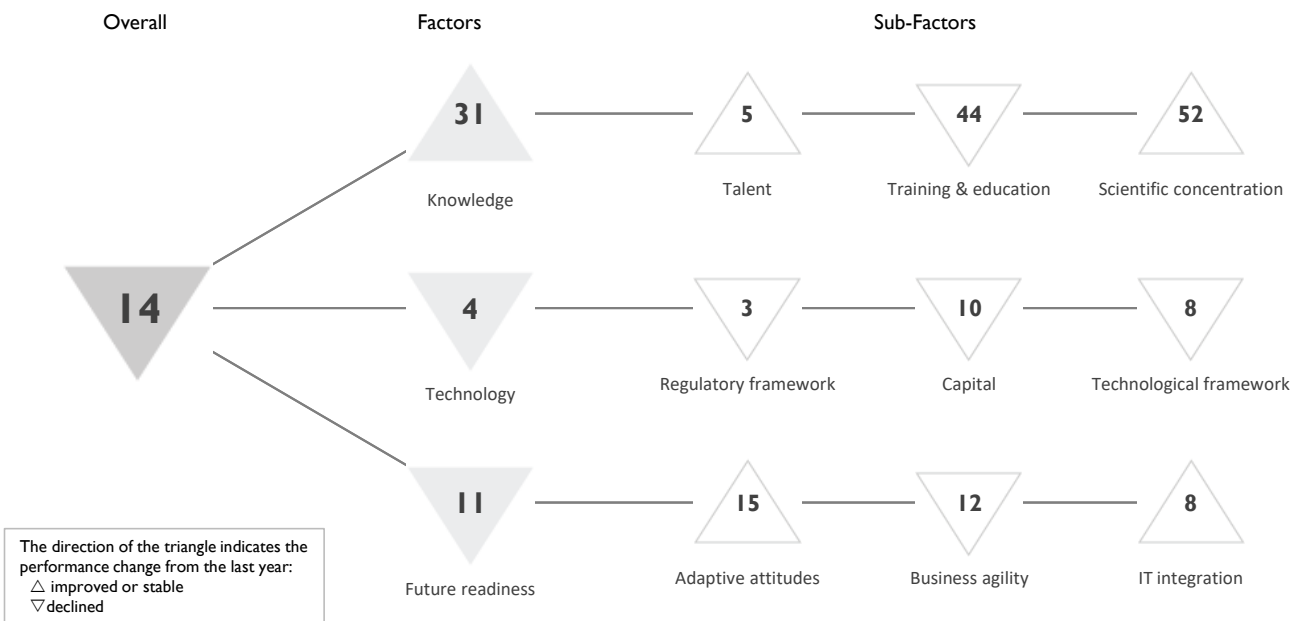 Overall Factors Sub-Factors
31 5 44 52
Knowledge Talent Training & education Scientific concentration
14 4 3 10 8
Technology Regulatory framework Capital Technological framework
11 15 12 8
Future readiness Adaptive attitudes Business agility IT integration
The direction of the triangle indicates the
performance change from the last year:
△ improved or stable
▽ declined